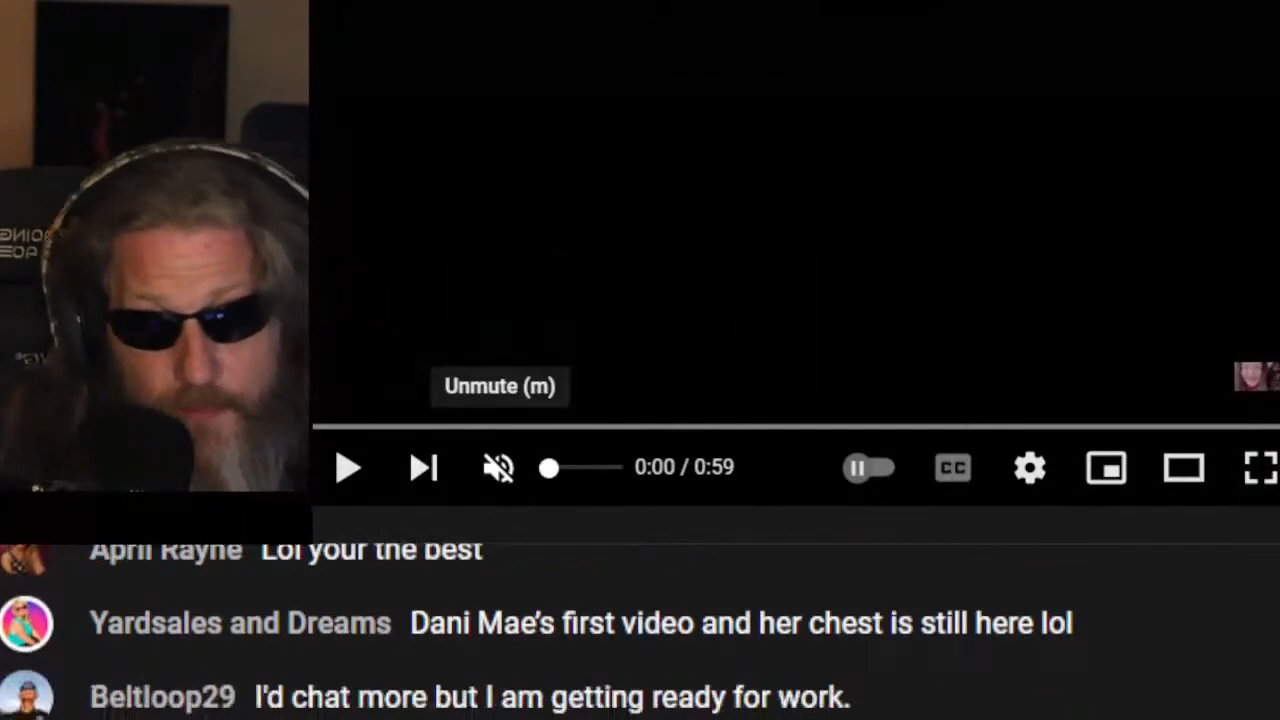 Unmute (m)
0:00 / 0:59
CC
April Rayne Lol your the best
Yardsales and Dreams Dani Mae's first video and her chest is still here lol
Beltloop29 I'd chat more but I am getting ready for work.